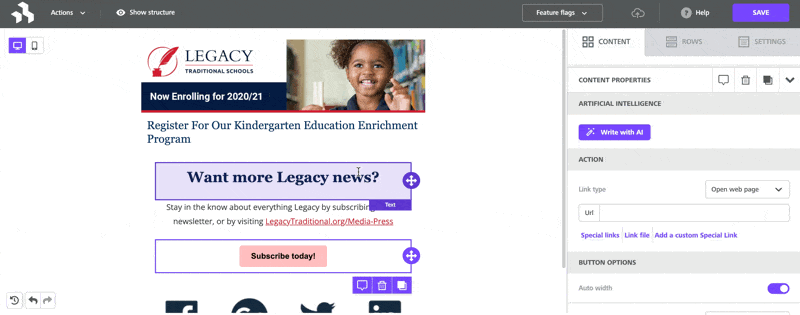 Actions
Show structure
Feature flags
Help
SAVE
CONTENT
ROWS
SETTINGS
LEGACY
TRADITIONAL SCHOOLS
Now Enrolling for 2020/21
Register For Our Kindergarten Education Enrichment
Program
Want more Legacy news?
Text
Stay in the know about everything Legacy by subscribing
newsletter, or by visiting LegacyTraditional.org/Media-Press
Subscribe today!
CONTENT PROPERTIES
ARTIFICIAL INTELLIGENCE
Write with AI
ACTION
Link type
Open web page
Url
Special links
Link file
Add a custom Special Link
BUTTON OPTIONS
Auto width